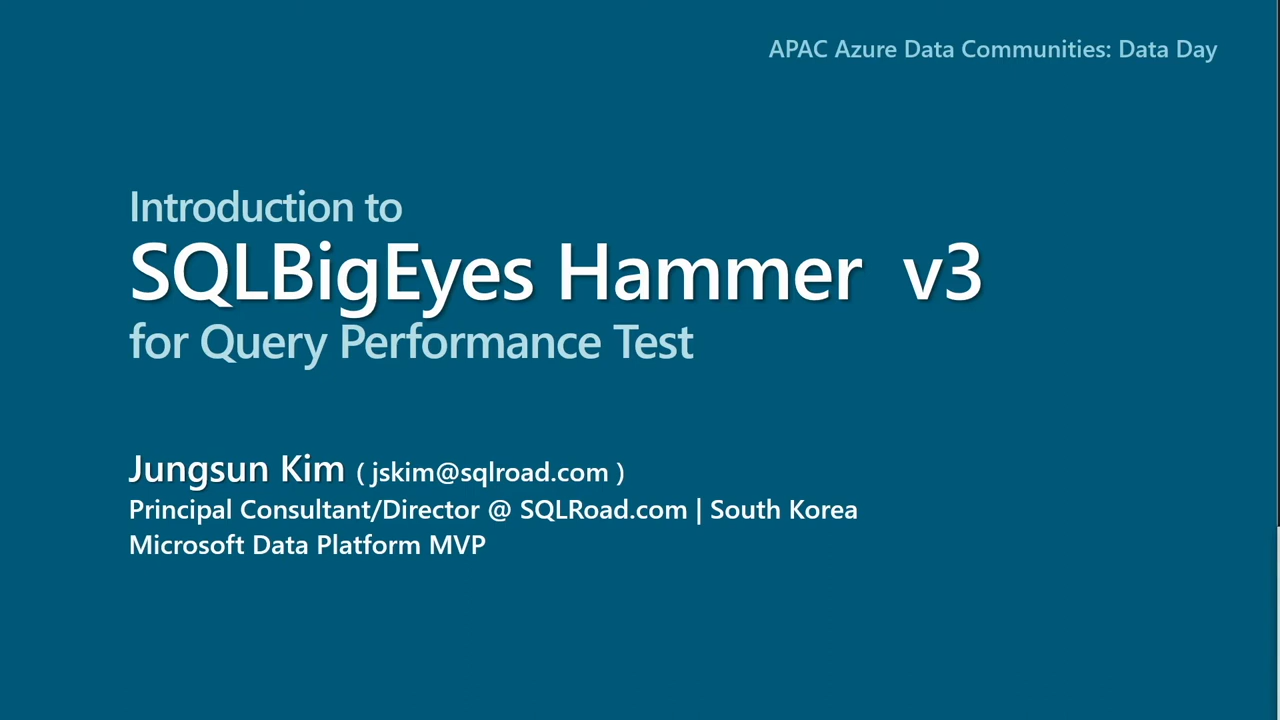 APAC Azure Data Communities: Data Day
Introduction to
SQLBigEyes Hammer v3
for Query Performance Test
Jungsun Kim ( jskim@sqlroad.com )
Principal Consultant/Director @ SQLRoad.com | South Korea
Microsoft Data Platform MVP